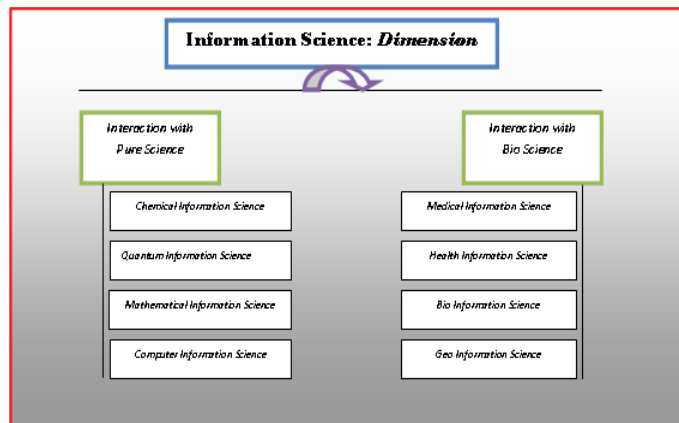 Information Science: Dimension
Interaction with
Pure Science
Chemical Information Science
Quantum Information Science
Mathematical Information Science
Computer Information Science
Interaction with
Bio Science
Medical Information Science
Health Information Science
Bio Information Science
Geo Information Science